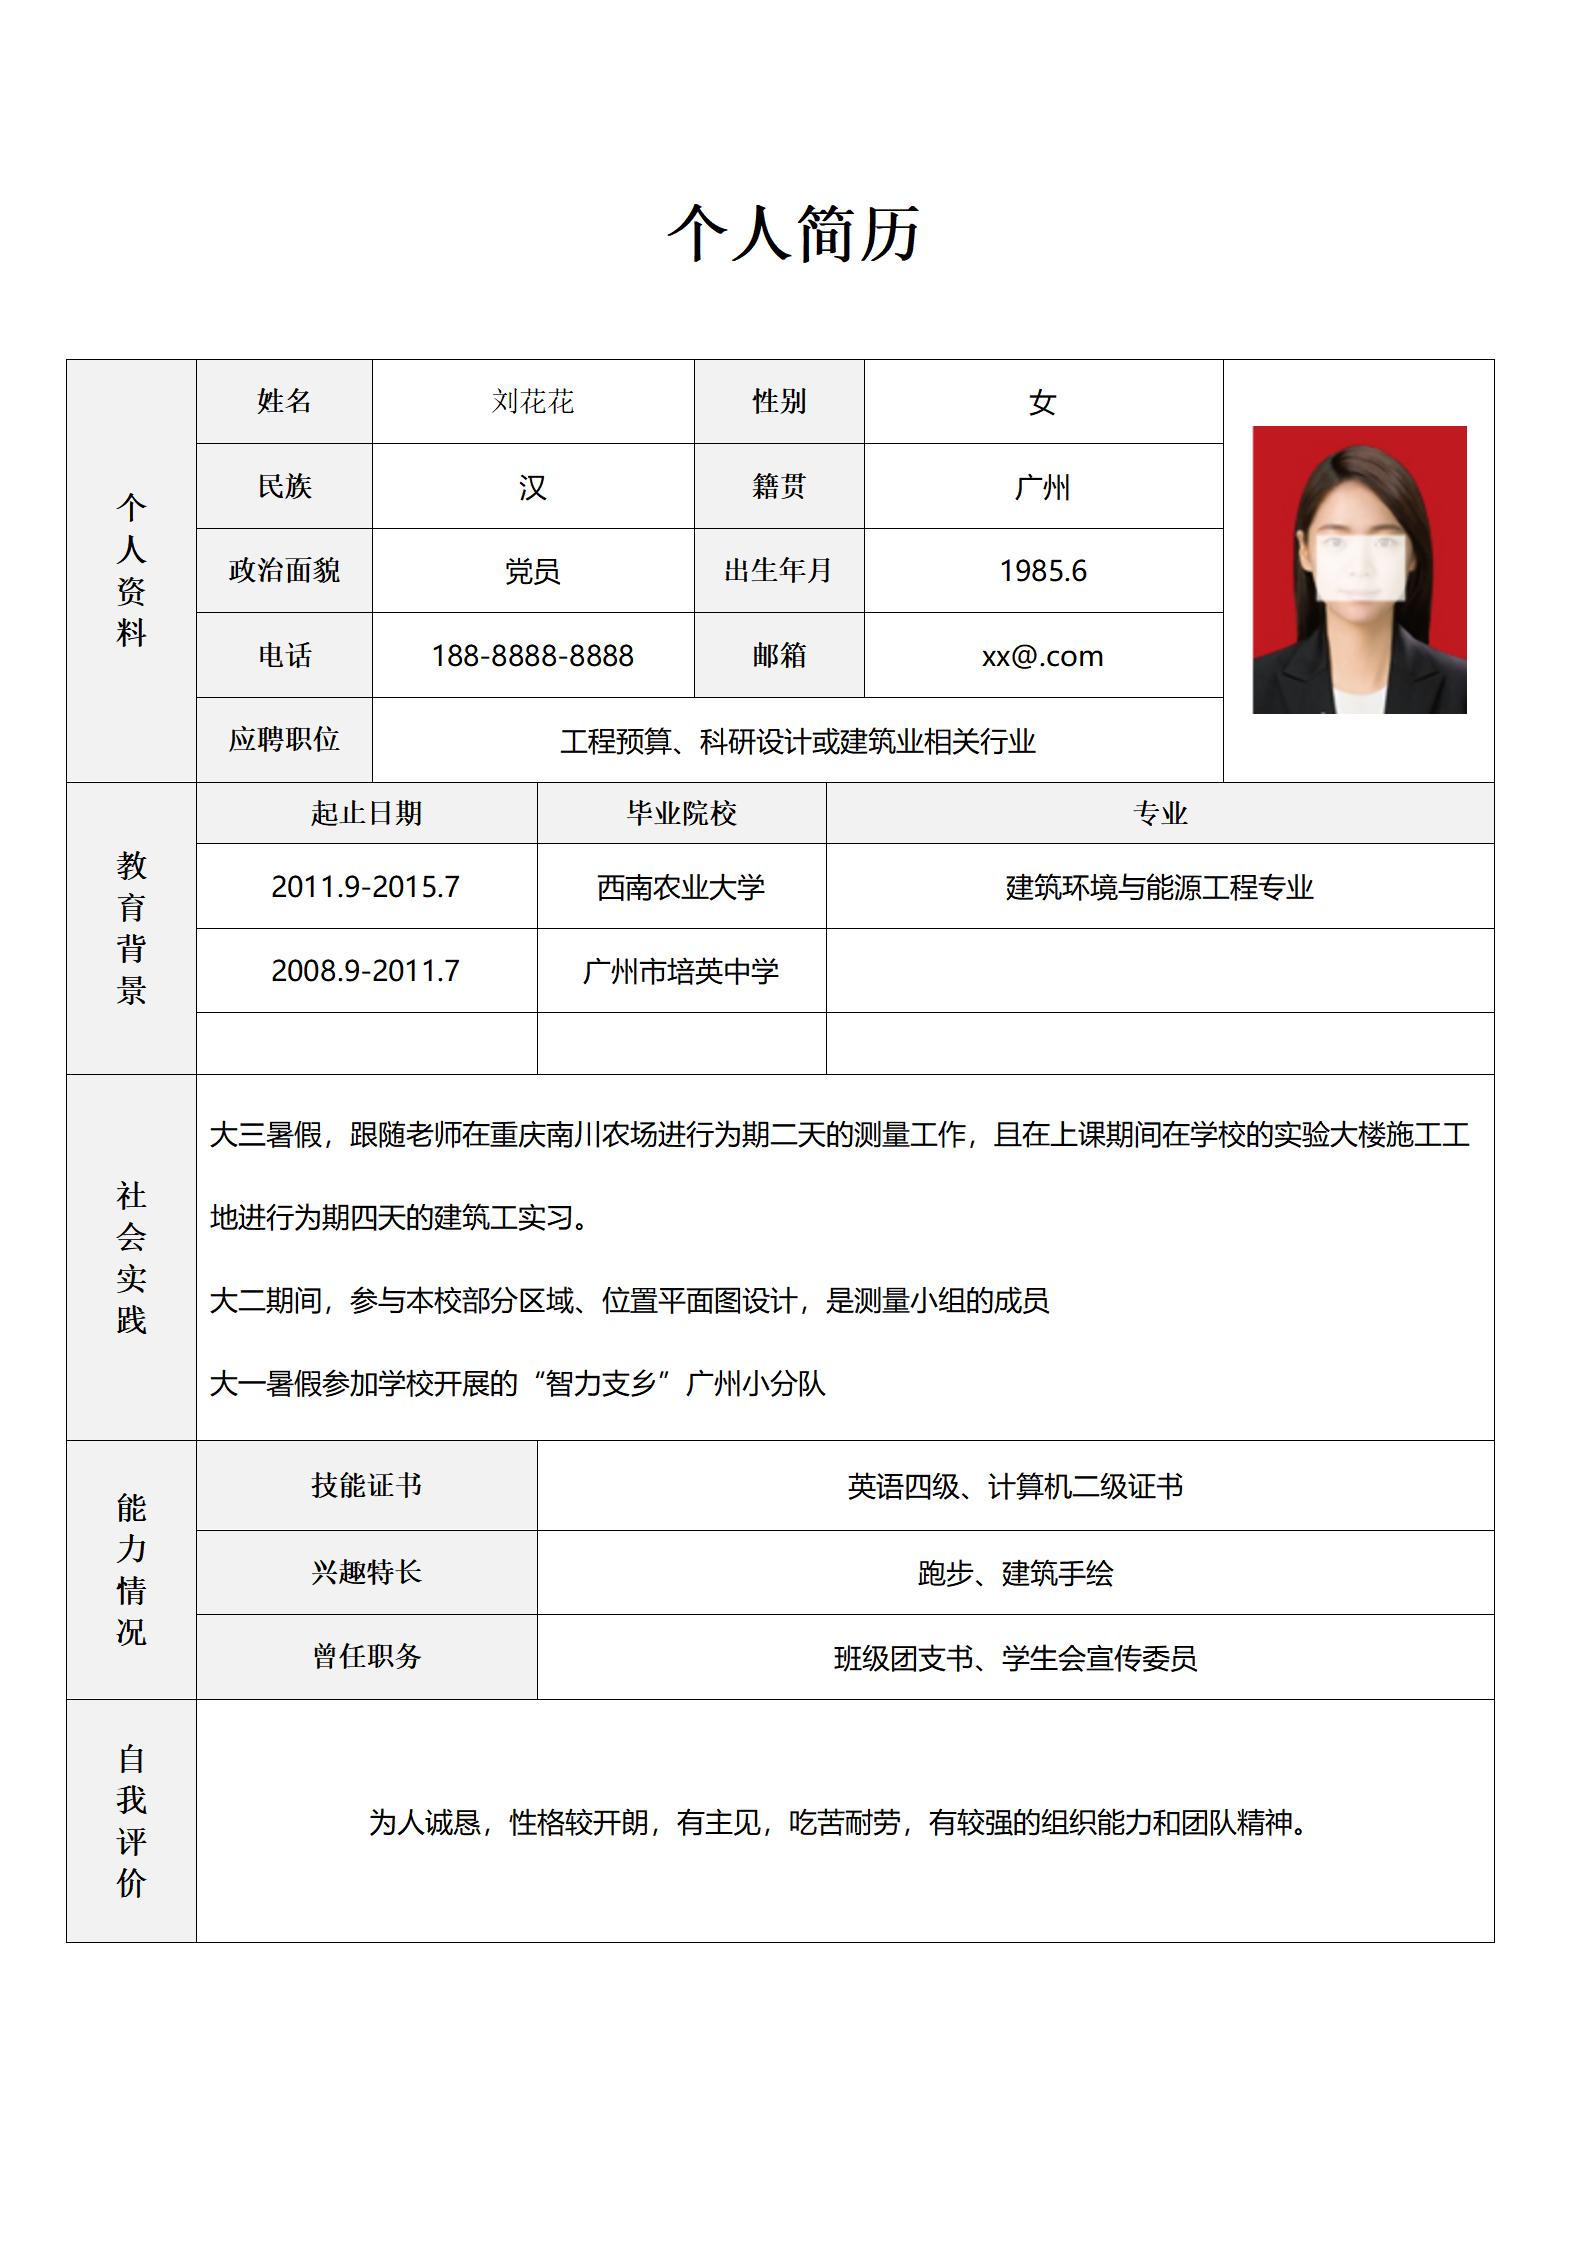 个人简历
个人资料
姓名 刘花花 性别 女
民族 汉 籍贯 广州
政治面貌 党员 出生年月 1985.6
电话 188-8888-8888 邮箱 xx@.com
应聘职位 工程预算、科研设计或建筑业相关行业
教育背景
起止日期 毕业院校 专业
2011.9-2015.7 西南农业大学 建筑环境与能源工程专业
2008.9-2011.7 广州市培英中学
社会实践
大三暑假，跟随老师在重庆南川农场进行为期二天的测量工作，且在上课期间在学校的实验大楼施工工
地进行为期四天的建筑工实习。
大二期间，参与本校部分区域、位置平面图设计，是测量小组的成员
大一暑假参加学校开展的“智力支乡”广州小分队
能力情况
技能证书 英语四级、计算机二级证书
兴趣特长 跑步、建筑手绘
曾任职务 班级团支书、学生会宣传委员
自我评价
为人诚恳，性格较开朗，有主见，吃苦耐劳，有较强的组织能力和团队精神。